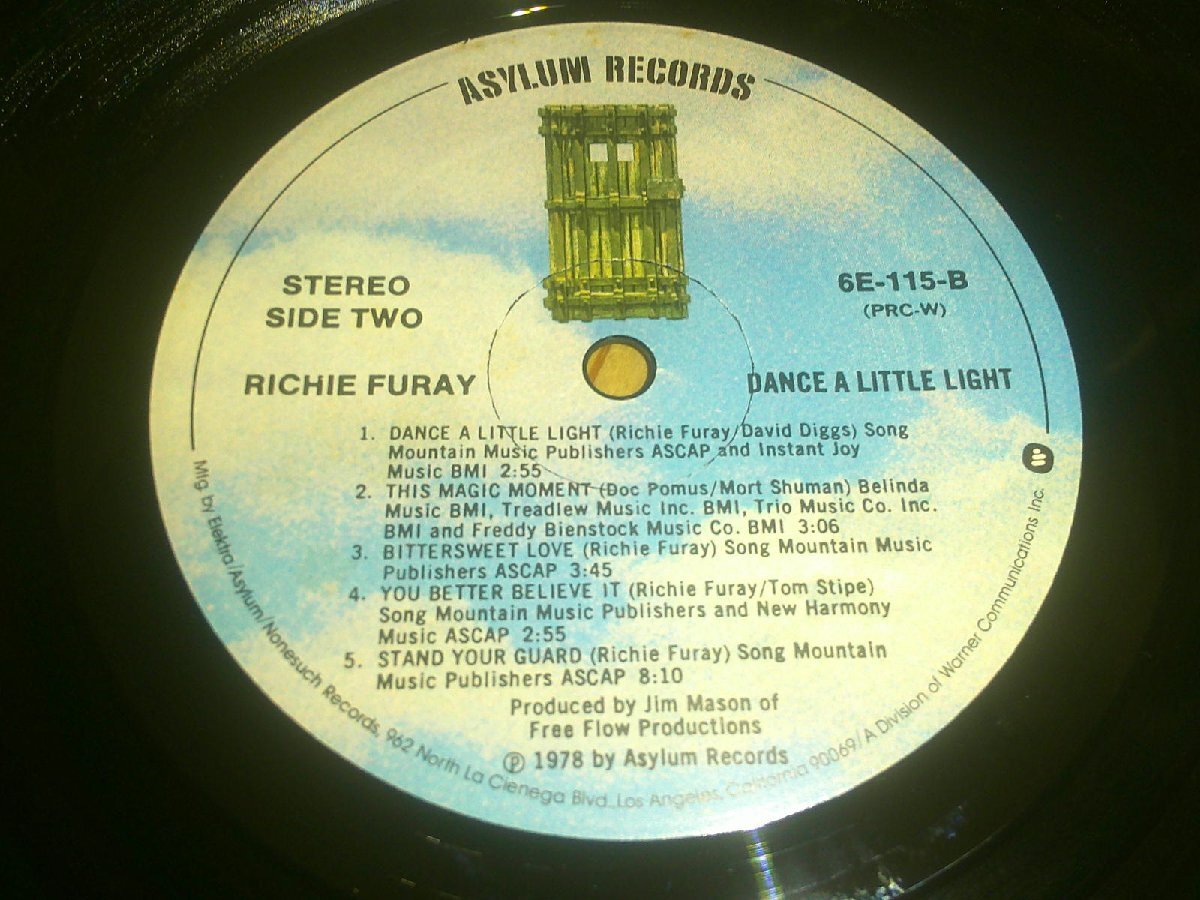 ASYLUM RECORDS
STEREO
SIDE TWO
6E-115-B
(PRC-W)
RICHIE FURAY
DANCE A LITTLE LIGHT
1. DANCE A LITTLE LIGHT (Richie Furay/David Diggs) Song
Mountain Music Publishers ASCAP and Instant Joy
Music BMI 2:55
2. THIS MAGIC MOMENT (Doc Pomus/Mort Shuman) Belinda
Music BMI, Treadlew Music Inc. BMI, Trio Music Co. Inc.
BMI and Freddy Bienstock Music Co. BMI 3:06
3. BITTERSWEET LOVE (Richie Furay) Song Mountain Music
Publishers ASCAP 3:45
4. YOU BETTER BELIEVE IT (Richie Furay/Tom Stipe)
Song Mountain Music Publishers and New Harmony
Music ASCAP 2:55
5. STAND YOUR GUARD (Richie Furay) Song Mountain
Music Publishers ASCAP 8:10
Produced by Jim Mason of
Free Flow Productions
℗ 1978 by Asylum Records
Mfg by Elektra/Asylum/Nonesuch Records, 962 North La Cienega Blvd., Los Angeles, California 90069/A Division of Warner Communications Inc.